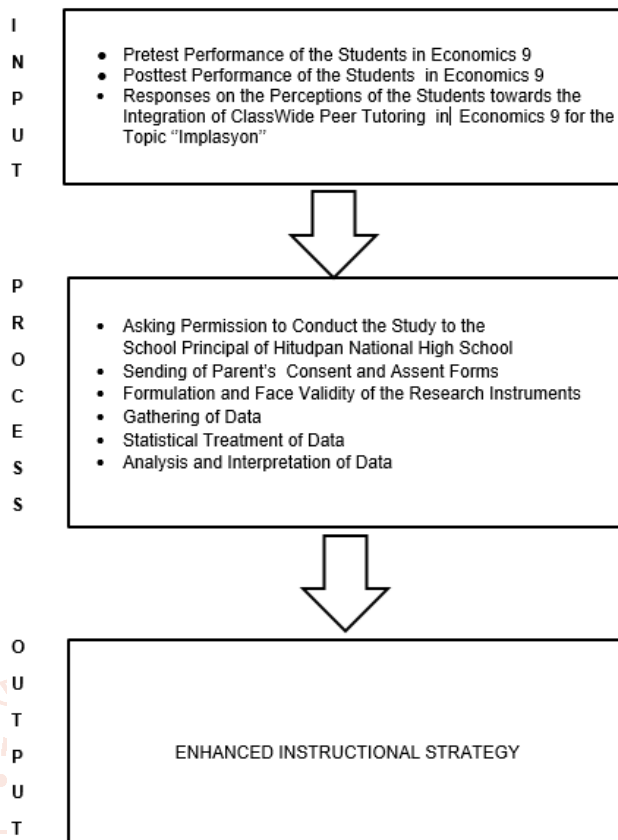 INPUT
• Pretest Performance of the Students in Economics 9
• Posttest Performance of the Students in Economics 9
• Responses on the Perceptions of the Students towards the
Integration of ClassWide Peer Tutoring in| Economics 9 for the
Topic “Implasyon”
PROCESS
• Asking Permission to Conduct the Study to the
School Principal of Hitudpan National High School
• Sending of Parent's Consent and Assent Forms
• Formulation and Face Validity of the Research Instruments
• Gathering of Data
• Statistical Treatment of Data
• Analysis and Interpretation of Data
OUTPUT
ENHANCED INSTRUCTIONAL STRATEGY